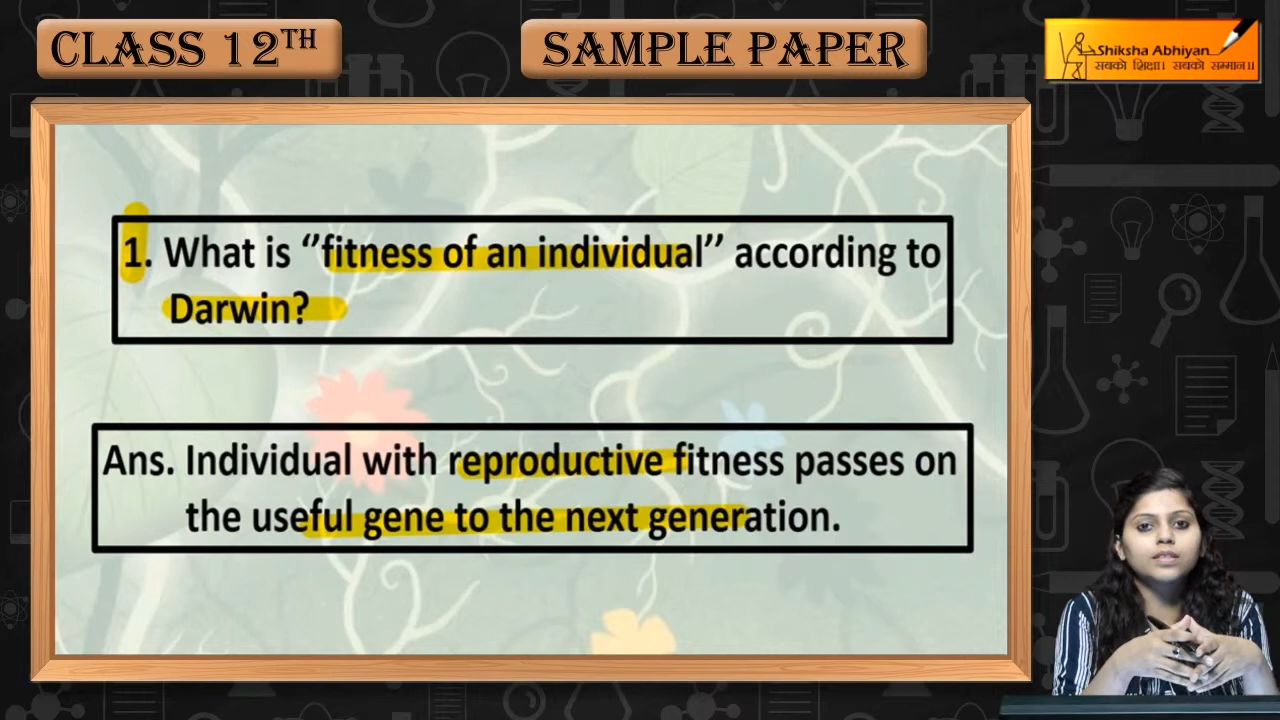 CLASS 12TH
SAMPLE PAPER
Shiksha Abhiyan
सबको शिक्षा। सबको सम्मान॥
1. What is ‘’fitness of an individual’’ according to
Darwin?
Ans. Individual with reproductive fitness passes on
the useful gene to the next generation.